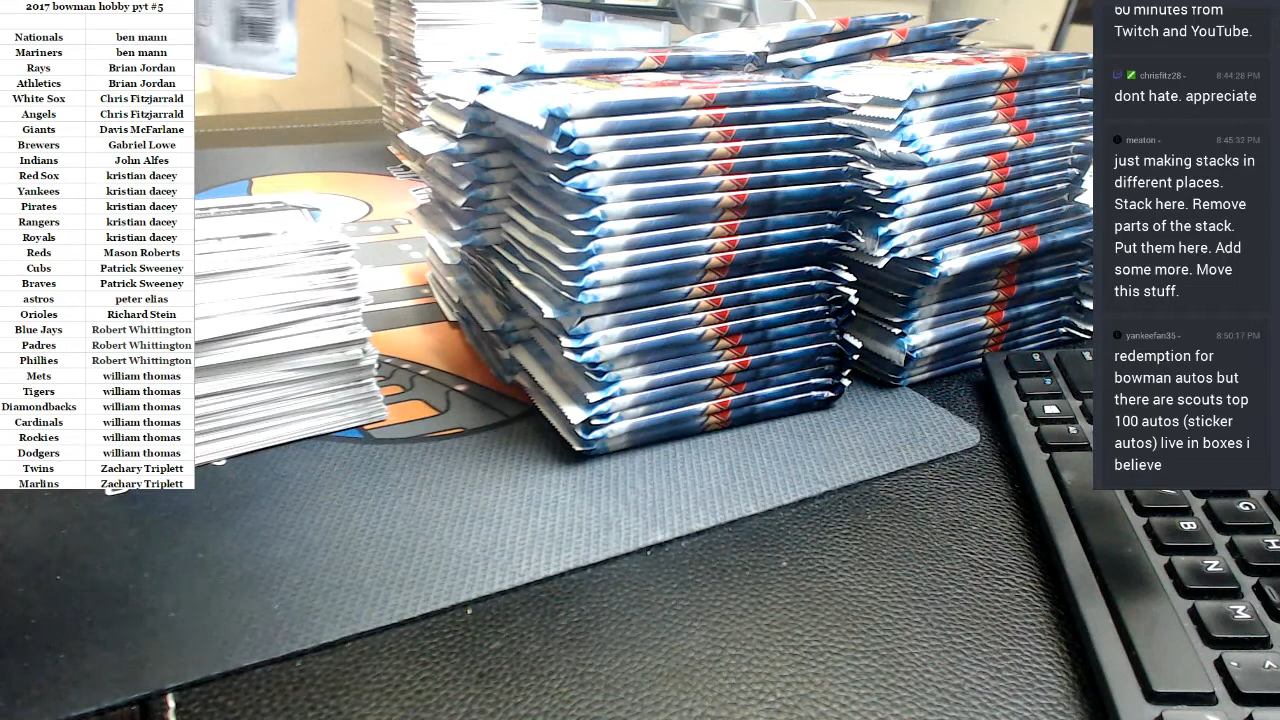 2017 bowman hobby pyt #5
Nationals ben mann
Mariners ben mann
Rays Brian Jordan
Athletics Brian Jordan
White Sox Chris Fitzjarrald
Angels Chris Fitzjarrald
Giants Davis McFarlane
Brewers Gabriel Lowe
Indians John Alfes
Red Sox kristian dacey
Yankees kristian dacey
Pirates kristian dacey
Rangers kristian dacey
Royals kristian dacey
Reds Mason Roberts
Cubs Patrick Sweeney
Braves Patrick Sweeney
astros peter elias
Orioles Richard Stein
Blue Jays Robert Whittington
Padres Robert Whittington
Phillies Robert Whittington
Mets william thomas
Tigers william thomas
Diamondbacks william thomas
Cardinals william thomas
Rockies william thomas
Dodgers william thomas
Twins Zachary Triplett
Marlins Zachary Triplett
60 minutes from
Twitch and YouTube.
chrisfitz28 8:44:29 PM
dont hate. appreciate
meaton 8:45:32 PM
just making stacks in
different places.
Stack here. Remove
parts of the stack.
Put them here. Add
some more. Move
this stuff.
yankeefan35 8:50:17 PM
redemption for
bowman autos but
there are scouts top
100 autos (sticker
autos) live in boxes i
believe
G
B
H
N
M